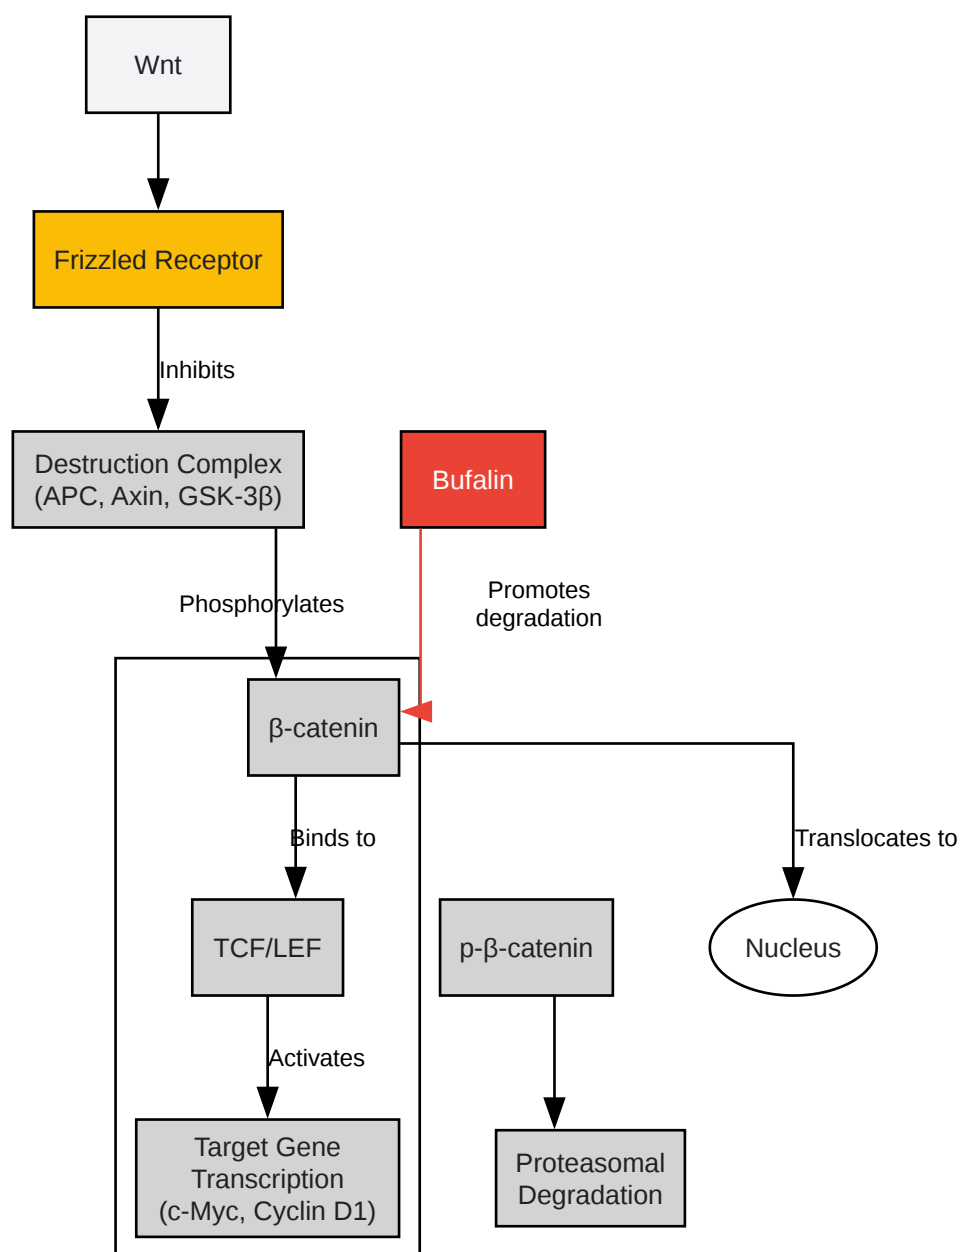 Wnt
Frizzled Receptor
Inhibits
Destruction Complex
(APC, Axin, GSK-3β)
Bufalin
Phosphorylates
Promotes
degradation
β-catenin
Binds to
Translocates to
TCF/LEF
p-β-catenin
Nucleus
Activates
Target Gene
Transcription
(c-Myc, Cyclin D1)
Proteasomal
Degradation